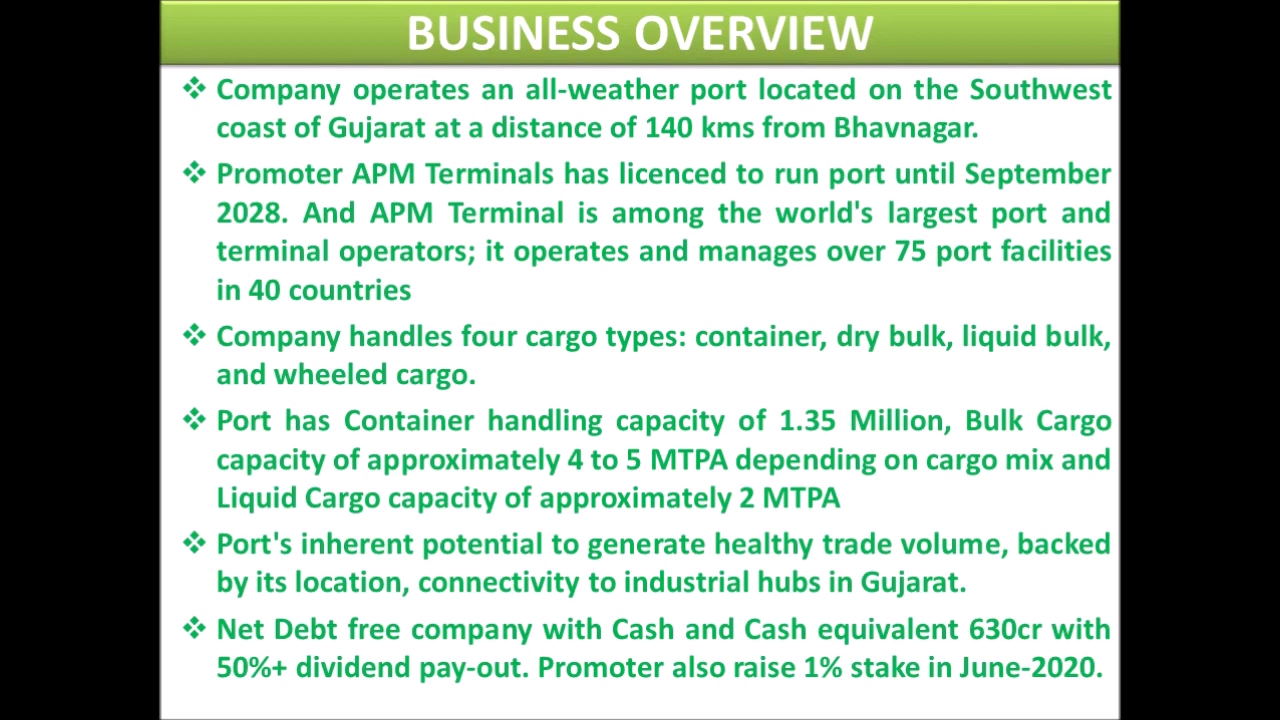 BUSINESS OVERVIEW
❖ Company operates an all-weather port located on the Southwest
coast of Gujarat at a distance of 140 kms from Bhavnagar.
❖ Promoter APM Terminals has licenced to run port until September
2028. And APM Terminal is among the world's largest port and
terminal operators; it operates and manages over 75 port facilities
in 40 countries
❖ Company handles four cargo types: container, dry bulk, liquid bulk,
and wheeled cargo.
❖ Port has Container handling capacity of 1.35 Million, Bulk Cargo
capacity of approximately 4 to 5 MTPA depending on cargo mix and
Liquid Cargo capacity of approximately 2 MTPA
❖ Port's inherent potential to generate healthy trade volume, backed
by its location, connectivity to industrial hubs in Gujarat.
❖ Net Debt free company with Cash and Cash equivalent 630cr with
50%+ dividend pay-out. Promoter also raise 1% stake in June-2020.